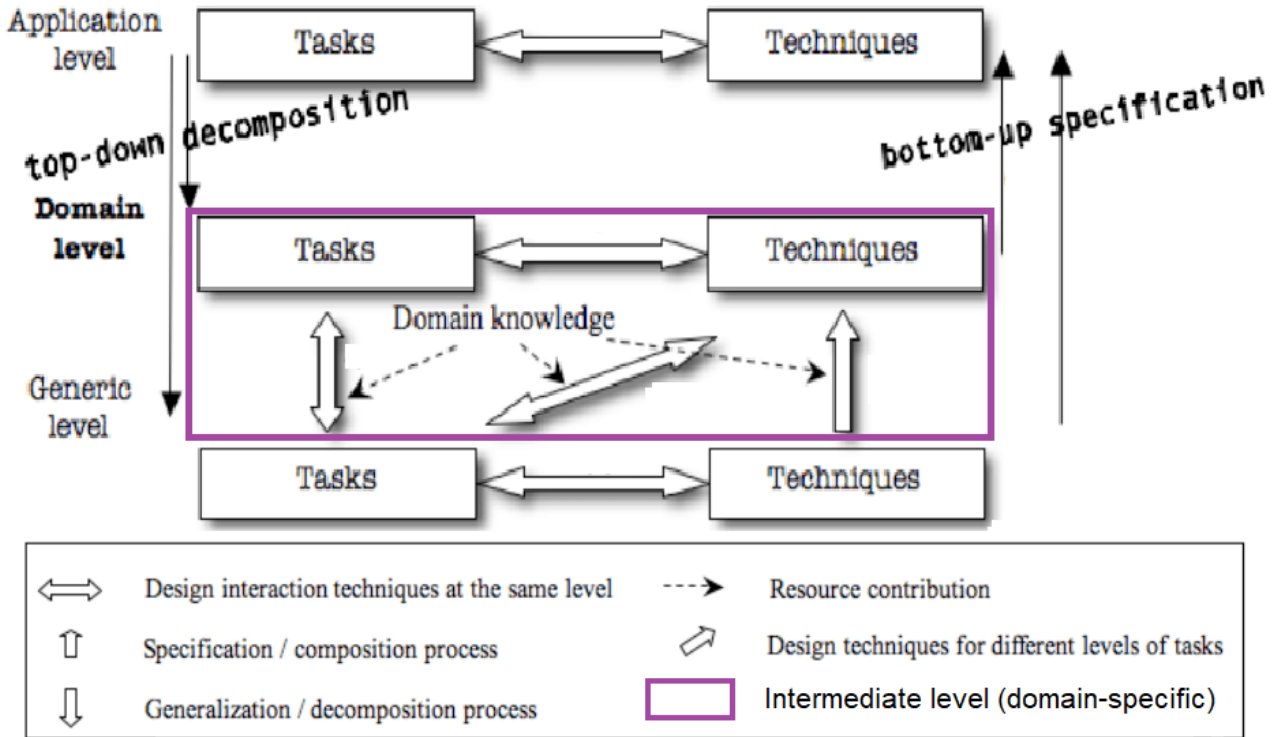 Application
level
Tasks
Techniques
top-down decomposition
bottom-up specification
Domain
level
Tasks
Techniques
Domain knowledge
Generic
level
Tasks
Techniques
Design interaction techniques at the same level
Resource contribution
Specification / composition process
Design techniques for different levels of tasks
Generalization / decomposition process
Intermediate level (domain-specific)